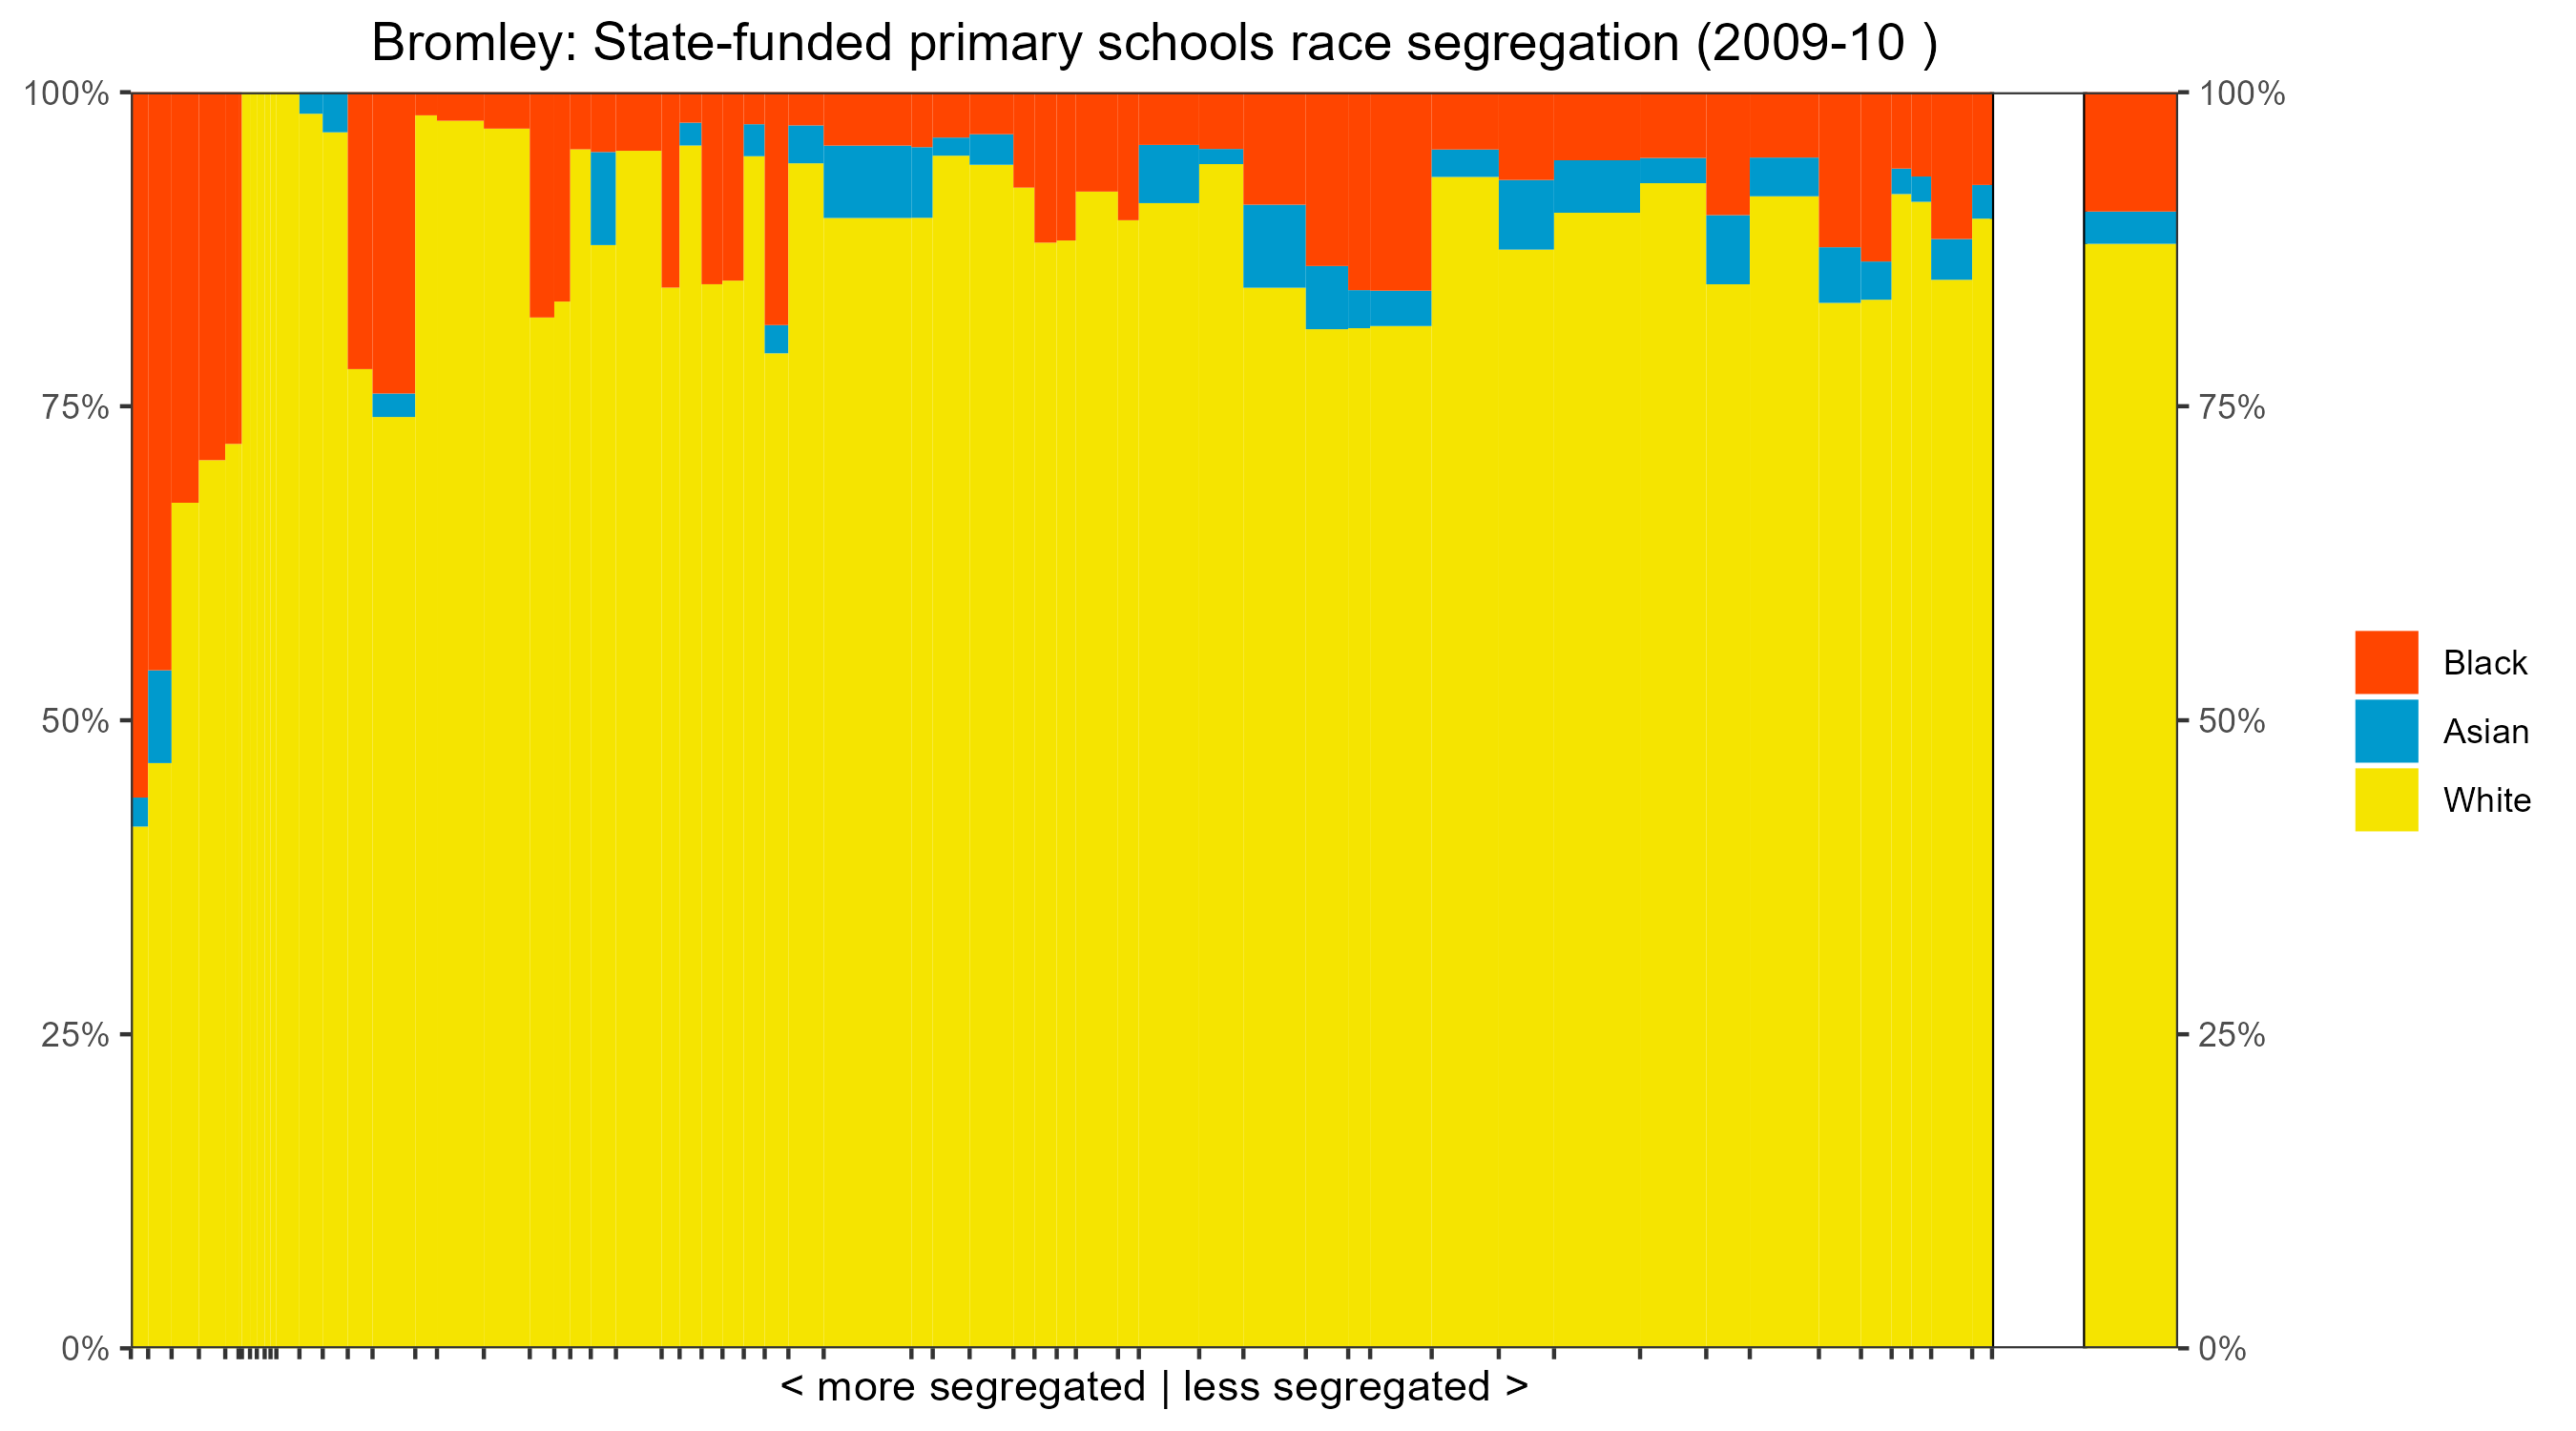 Bromley: State-funded primary schools race segregation (2009-10 )
100%
75%
50%
25%
0%
100%
75%
50%
25%
0%
< more segregated | less segregated >
Black
Asian
White